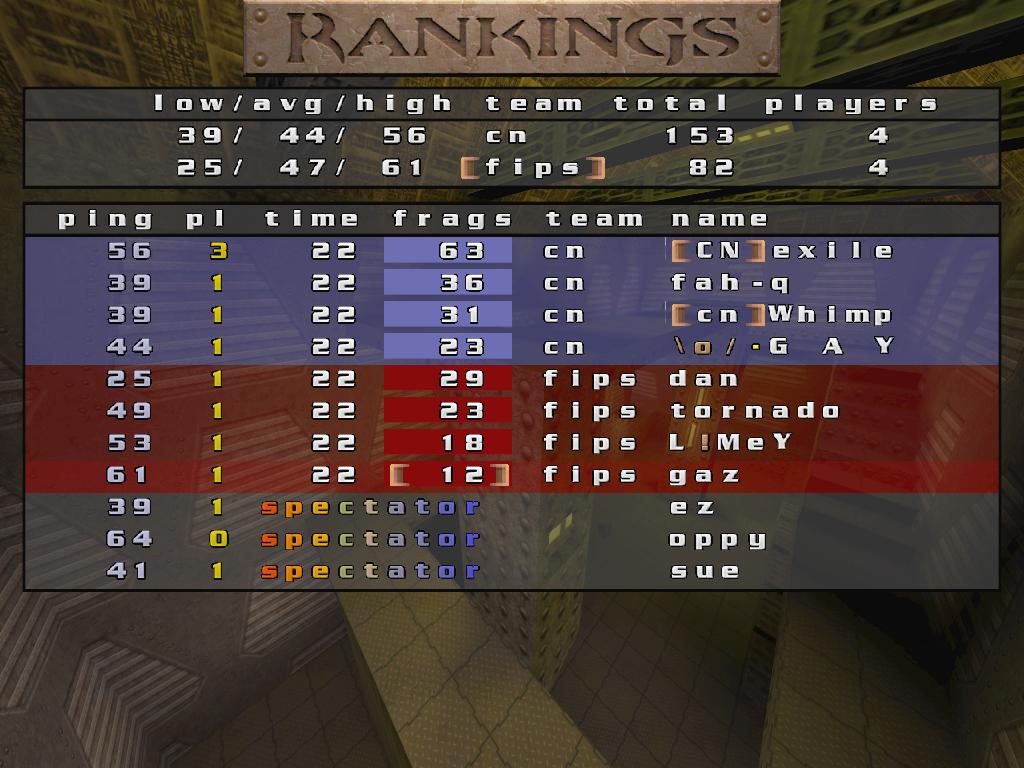 RANKINGS
low/avg/high team total players
39/ 44/ 56 cn 153 4
25/ 47/ 61 [fips] 82 4
ping pl time frags team name
56 3 22 63 cn [CN]exile
39 1 22 36 cn fah-q
39 1 22 31 cn [cn]Whimp
44 1 22 23 cn \o/·G A Y
25 1 22 29 fips dan
49 1 22 23 fips tornado
53 1 22 18 fips L!MeY
61 1 22 [ 12] fips gaz
39 1 spectator ez
64 0 spectator oppy
41 1 spectator sue